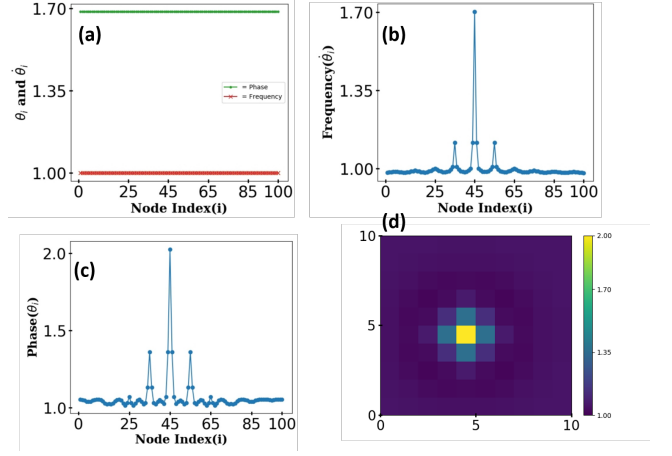 (a)
θᵢ and θ̇ᵢ
1.70
1.35
1.00
= Phase
= Frequency
0 25 45 65 100
Node Index(i)
(b)
Frequency(θ̇ᵢ)
1.70
1.35
1.00
0 25 45 65 100
Node Index(i)
(c)
Phase(θᵢ)
2.0
1.5
1.0
0 25 45 65 100
Node Index(i)
(d)
10
5
0
0 5 10
2.00
1.70
1.35
1.00